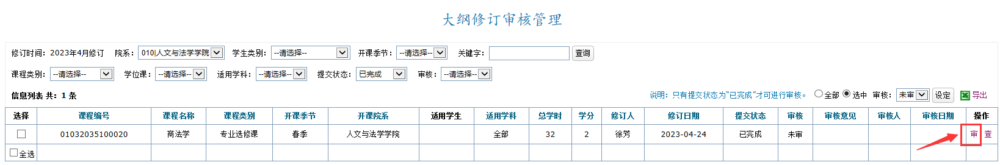 大纲修订审核管理
修订时间：2023年4月修订 院系：010|人文与法学学院 学生类别：--请选择-- 开课季节：--请选择-- 关键字： 查询
课程类别：--请选择-- 学位课：--请选择-- 适用学科：--请选择-- 提交状态：已完成 审核：--请选择--
信息列表 共：1 条 说明：只有提交状态为“已完成”才可进行审核。 全部 选中 审核：未审 设定 导出
选择 课程编号 课程名称 课程类别 开课季节 开课院系 适用学生 适用学科 总学时 学分 修订人 修订日期 提交状态 审核 审核意见 审核人 审核日期 操作
01032035100020 商法学 专业选修课 春季 人文与法学学院 全部 32 2 徐芳 2023-04-24 已完成 未审 审 查
全选